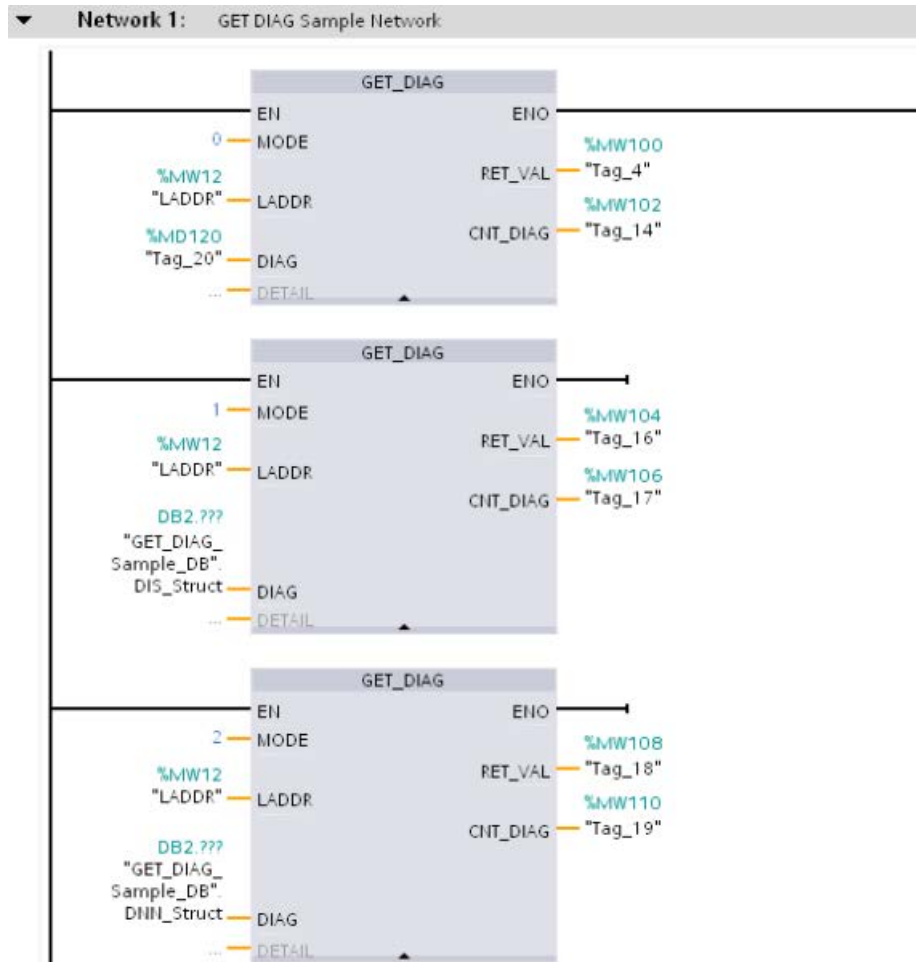 Network 1: GET DIAG Sample Network
GET_DIAG
EN ENO
0 MODE
%MW100
RET_VAL "Tag_4"
%MW12
"LADDR" LADDR
%MW102
CNT_DIAG "Tag_14"
%MD120
"Tag_20" DIAG
... DETAIL
GET_DIAG
EN ENO
1 MODE
%MW104
RET_VAL "Tag_16"
%MW12
"LADDR" LADDR
%MW106
CNT_DIAG "Tag_17"
DB2.???
"GET_DIAG_
Sample_DB".
DIS_Struct DIAG
... DETAIL
GET_DIAG
EN ENO
2 MODE
%MW108
RET_VAL "Tag_18"
%MW12
"LADDR" LADDR
%MW110
CNT_DIAG "Tag_19"
DB2.???
"GET_DIAG_
Sample_DB".
DNN_Struct DIAG
... DETAIL